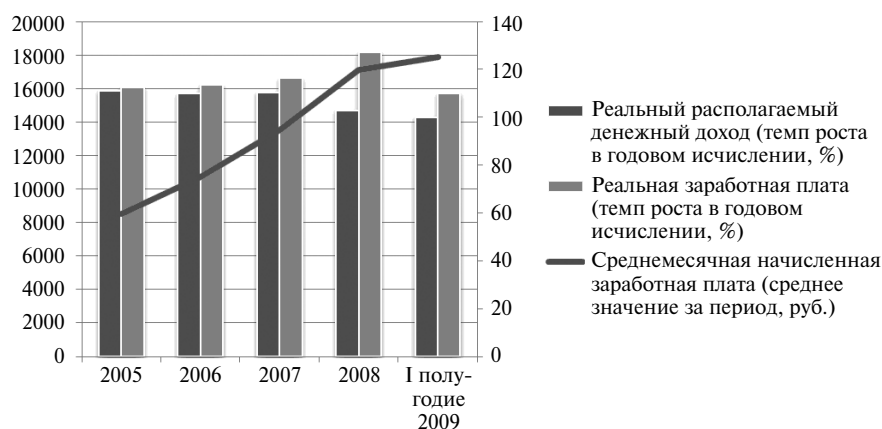 20000
18000
16000
14000
12000
10000
8000
6000
4000
2000
0
140
120
100
80
60
40
20
0
2005
2006
2007
2008
I полу-
годие
2009
Реальный располагаемый
денежный доход (темп роста
в годовом исчислении, %)
Реальная заработная плата
(темп роста в годовом
исчислении, %)
Среднемесячная начисленная
заработная плата (среднее
значение за период, руб.)